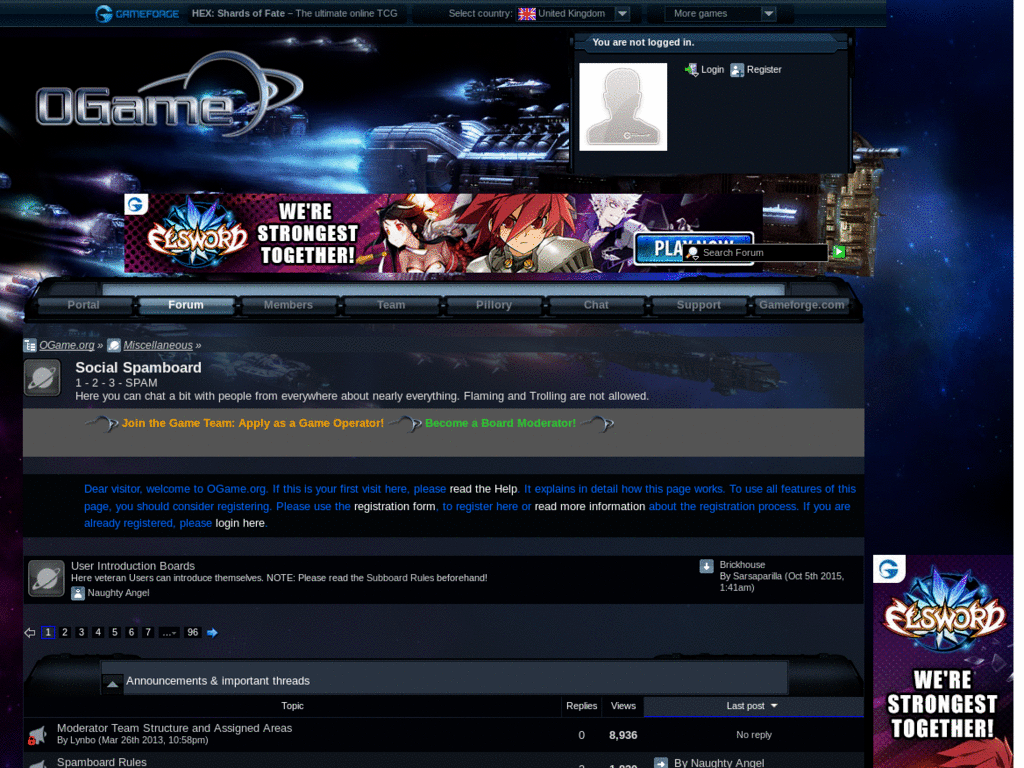 GAMEFORGE
HEX: Shards of Fate – The ultimate online TCG
Select country: United Kingdom
More games
OGame
You are not logged in.
Login Register
ELSWORD
WE'RE
STRONGEST
TOGETHER!
Search Forum
Portal Forum Members Team Pillory Chat Support Gameforge.com
OGame.org » Miscellaneous »
Social Spamboard
1 - 2 - 3 - SPAM
Here you can chat a bit with people from everywhere about nearly everything. Flaming and Trolling are not allowed.
Join the Game Team: Apply as a Game Operator! Become a Board Moderator!
Dear visitor, welcome to OGame.org. If this is your first visit here, please read the Help. It explains in detail how this page works. To use all features of this
page, you should consider registering. Please use the registration form, to register here or read more information about the registration process. If you are
already registered, please login here.
User Introduction Boards
Here veteran Users can introduce themselves. NOTE: Please read the Subboard Rules beforehand!
Naughty Angel
Brickhouse
By Sarsaparilla (Oct 5th 2015,
1:41am)
1 2 3 4 5 6 7 ... 96
Announcements & important threads
Topic Replies Views Last post
Moderator Team Structure and Assigned Areas
By Lynbo (Mar 26th 2013, 10:58pm)
0 8,936 No reply
Spamboard Rules
By Naughty Angel
ELSWORD
WE'RE
STRONGEST
TOGETHER!